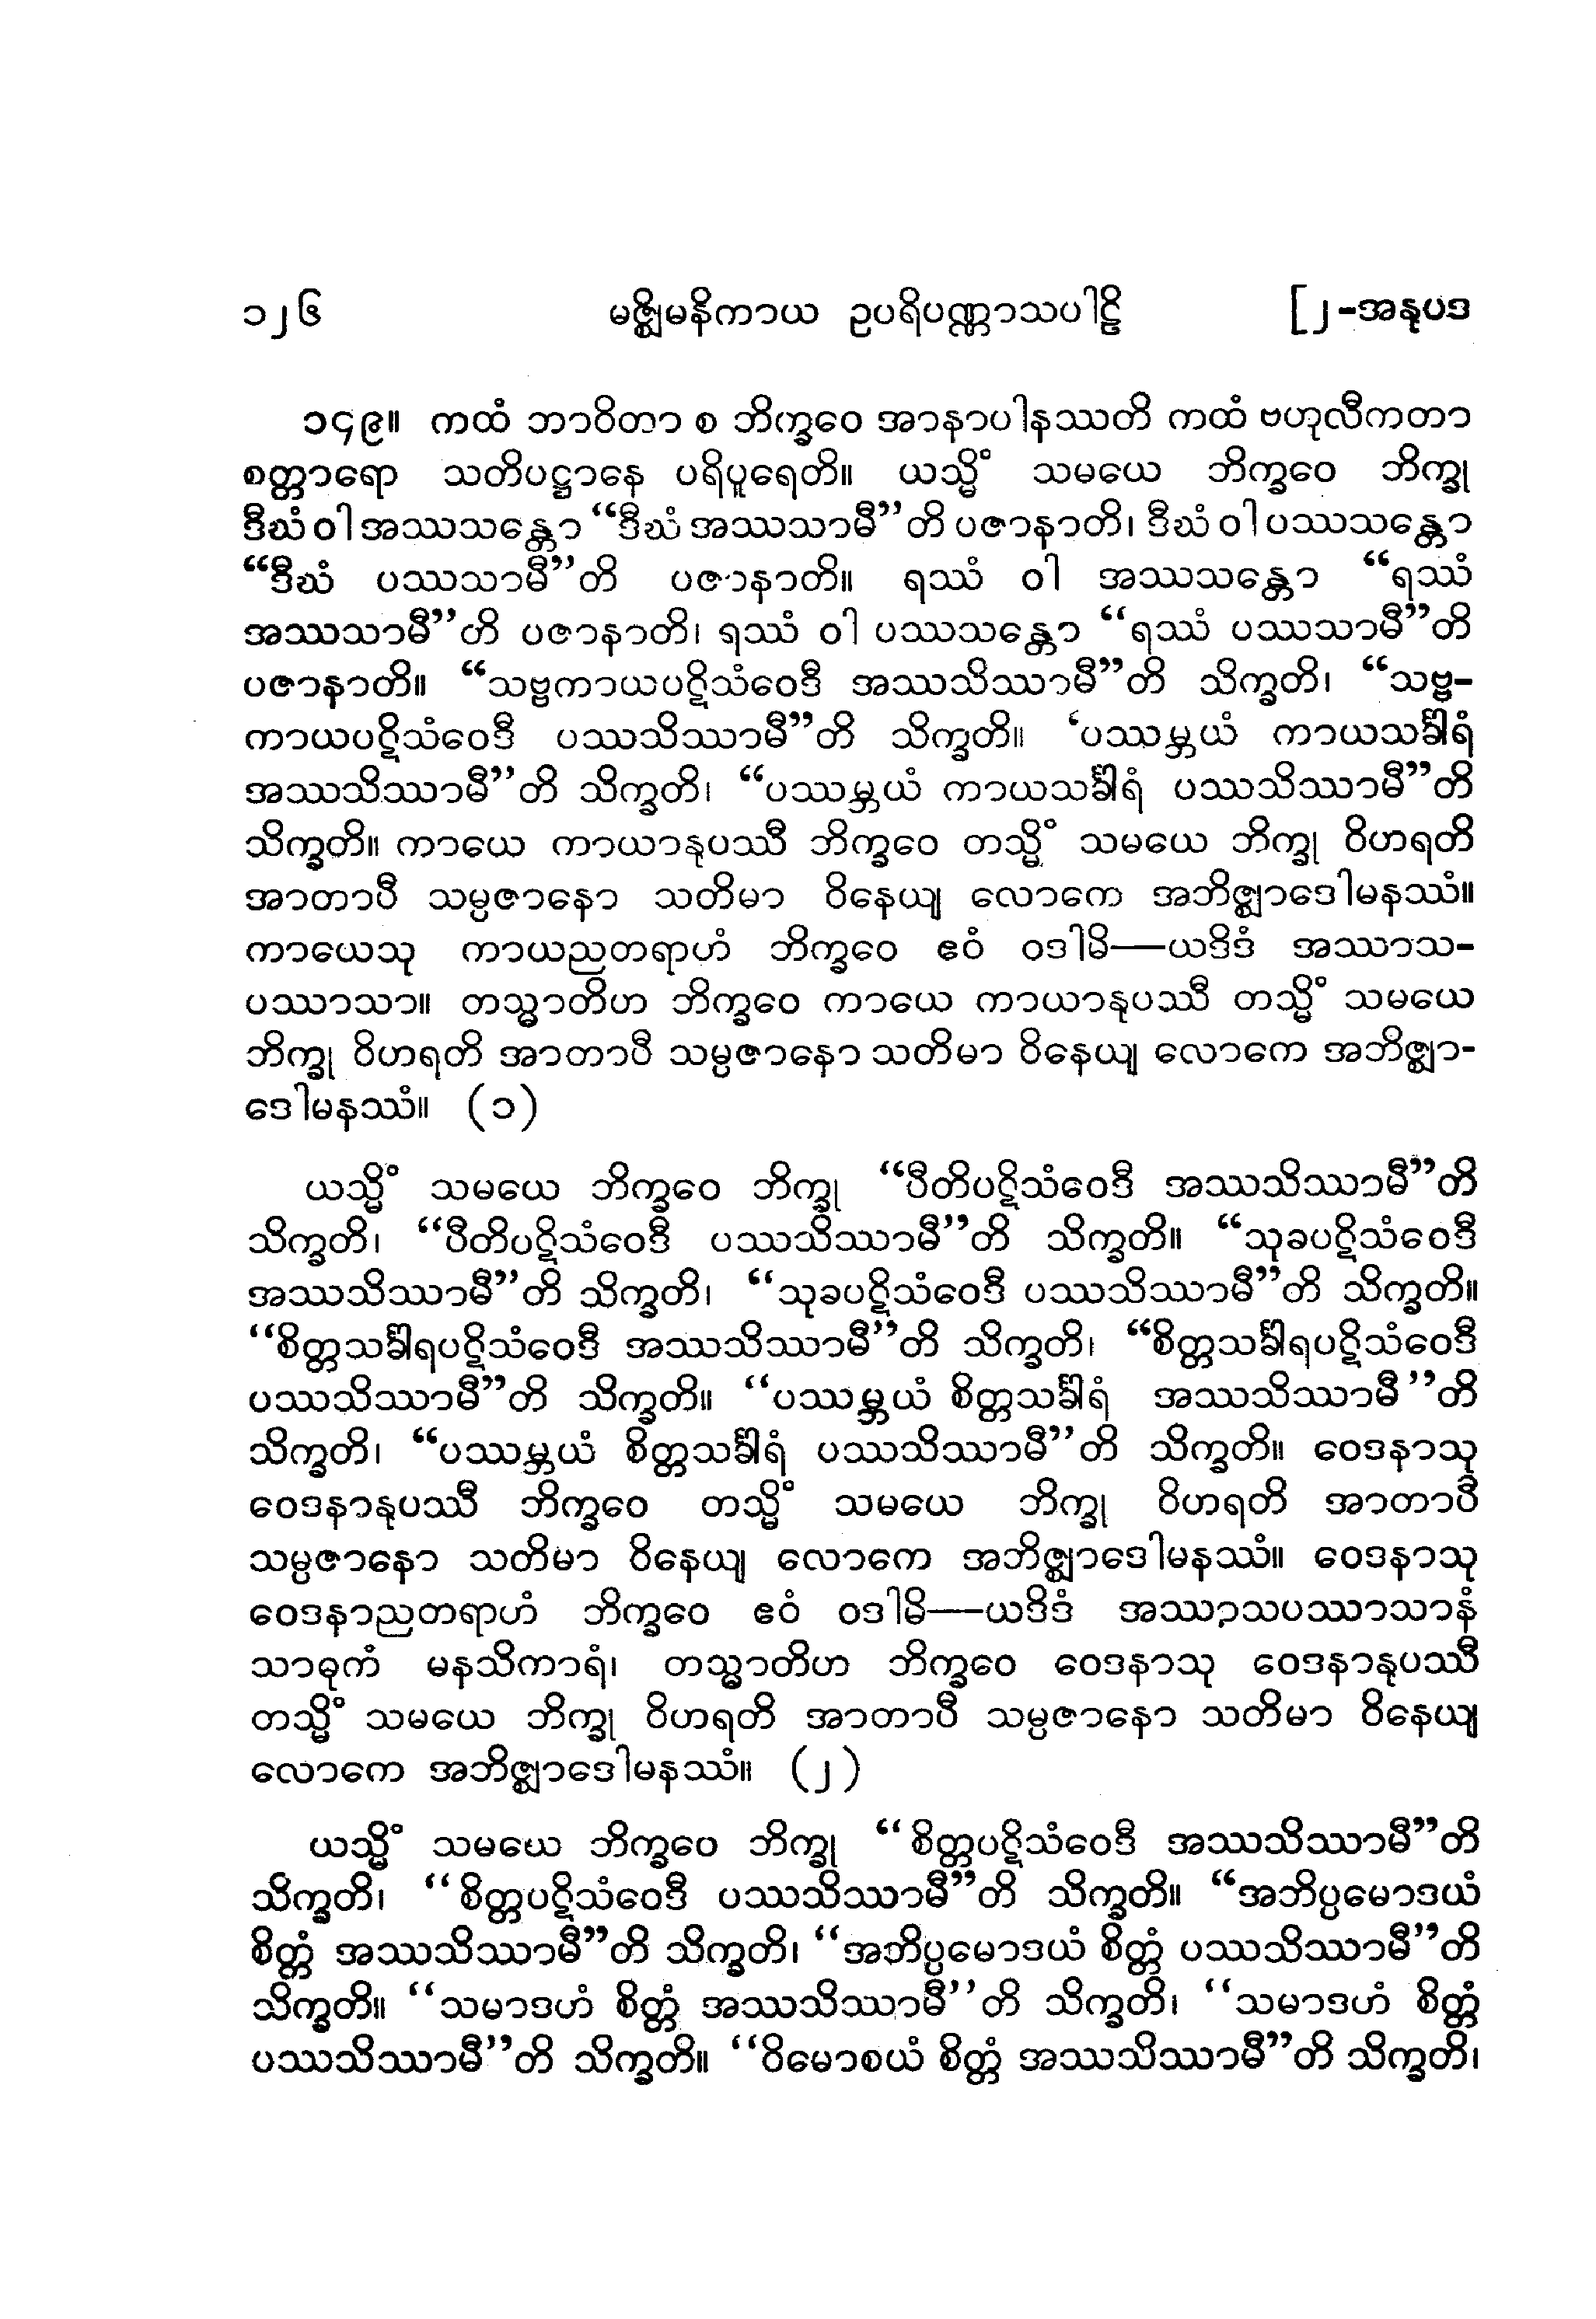 ၁၂၆ မဇ္ဈိမနိကာယ ဥပရိပဏ္ဏာသပါဠိ [၂-အနုပဒ
၁၄၉။ ကထံ ဘာဝိတာ စ ဘိက္ခဝေ အာနာပါနဿတိ ကထံ ဗဟုလီကတာ
စတ္တာရော သတိပဋ္ဌာနေ ပရိပူရေတိ။ ယသ္မိံ သမယေ ဘိက္ခဝေ ဘိက္ခု
ဒီဃံ ဝါ အဿသန္တော “ဒီဃံ အဿသာမီ”တိ ပဇာနာတိ၊ ဒီဃံ ဝါ ပဿသန္တော
“ဒီဃံ ပဿသာမီ”တိ ပဇာနာတိ။ ရဿံ ဝါ အဿသန္တော “ရဿံ
အဿသာမီ”တိ ပဇာနာတိ၊ ရဿံ ဝါ ပဿသန္တော “ရဿံ ပဿသာမီ”တိ
ပဇာနာတိ။ “သဗ္ဗကာယပဋိသံဝေဒီ အဿသိဿာမီ”တိ သိက္ခတိ၊ “သဗ္ဗ-
ကာယပဋိသံဝေဒီ ပဿသိဿာမီ”တိ သိက္ခတိ။ ‘ပဿမ္ဘယံ ကာယသင်္ခါရံ
အဿသိဿာမီ”တိ သိက္ခတိ၊ “ပဿမ္ဘယံ ကာယသင်္ခါရံ ပဿသိဿာမီ”တိ
သိက္ခတိ။ ကာယေ ကာယာနုပဿီ ဘိက္ခဝေ တသ္မိံ သမယေ ဘိက္ခု ဝိဟရတိ
အာတာပီ သမ္ပဇာနော သတိမာ ဝိနေယျ လောကေ အဘိဇ္ဈာဒေါမနဿံ။
ကာယေသု ကာယညတရာဟံ ဘိက္ခဝေ ဧဝံ ဝဒါမိ—ယဒိဒံ အဿာသ-
ပဿာသာ။ တသ္မာတိဟ ဘိက္ခဝေ ကာယေ ကာယာနုပဿီ တသ္မိံ သမယေ
ဘိက္ခု ဝိဟရတိ အာတာပီ သမ္ပဇာနော သတိမာ ဝိနေယျ လောကေ အဘိဇ္ဈာ-
ဒေါမနဿံ။ (၁)
ယသ္မိံ သမယေ ဘိက္ခဝေ ဘိက္ခု “ပီတိပဋိသံဝေဒီ အဿသိဿာမီ”တိ
သိက္ခတိ၊ “ပီတိပဋိသံဝေဒီ ပဿသိဿာမီ”တိ သိက္ခတိ။ “သုခပဋိသံဝေဒီ
အဿသိဿာမီ”တိ သိက္ခတိ၊ “သုခပဋိသံဝေဒီ ပဿသိဿာမီ”တိ သိက္ခတိ။
“စိတ္တသင်္ခါရပဋိသံဝေဒီ အဿသိဿာမီ”တိ သိက္ခတိ၊ “စိတ္တသင်္ခါရပဋိသံဝေဒီ
ပဿသိဿာမီ”တိ သိက္ခတိ။ “ပဿမ္ဘယံ စိတ္တသင်္ခါရံ အဿသိဿာမီ”တိ
သိက္ခတိ၊ “ပဿမ္ဘယံ စိတ္တသင်္ခါရံ ပဿသိဿာမီ”တိ သိက္ခတိ။ ဝေဒနာသု
ဝေဒနာနုပဿီ ဘိက္ခဝေ တသ္မိံ သမယေ ဘိက္ခု ဝိဟရတိ အာတာပီ
သမ္ပဇာနော သတိမာ ဝိနေယျ လောကေ အဘိဇ္ဈာဒေါမနဿံ။ ဝေဒနာသု
ဝေဒနာညတရာဟံ ဘိက္ခဝေ ဧဝံ ဝဒါမိ—ယဒိဒံ အဿာသပဿာသာနံ
သာဓုကံ မနသိကာရံ၊ တသ္မာတိဟ ဘိက္ခဝေ ဝေဒနာသု ဝေဒနာနုပဿီ
တသ္မိံ သမယေ ဘိက္ခု ဝိဟရတိ အာတာပီ သမ္ပဇာနော သတိမာ ဝိနေယျ
လောကေ အဘိဇ္ဈာဒေါမနဿံ။ (၂)
ယသ္မိံ သမယေ ဘိက္ခဝေ ဘိက္ခု “စိတ္တပဋိသံဝေဒီ အဿသိဿာမီ”တိ
သိက္ခတိ၊ “စိတ္တပဋိသံဝေဒီ ပဿသိဿာမီ”တိ သိက္ခတိ။ “အဘိပ္ပမောဒယံ
စိတ္တံ အဿသိဿာမီ”တိ သိက္ခတိ၊ “အဘိပ္ပမောဒယံ စိတ္တံ ပဿသိဿာမီ”တိ
သိက္ခတိ။ “သမာဒဟံ စိတ္တံ အဿသိဿာမီ”တိ သိက္ခတိ၊ “သမာဒဟံ စိတ္တံ
ပဿသိဿာမီ”တိ သိက္ခတိ။ “ဝိမောစယံ စိတ္တံ အဿသိဿာမီ”တိ သိက္ခတိ၊